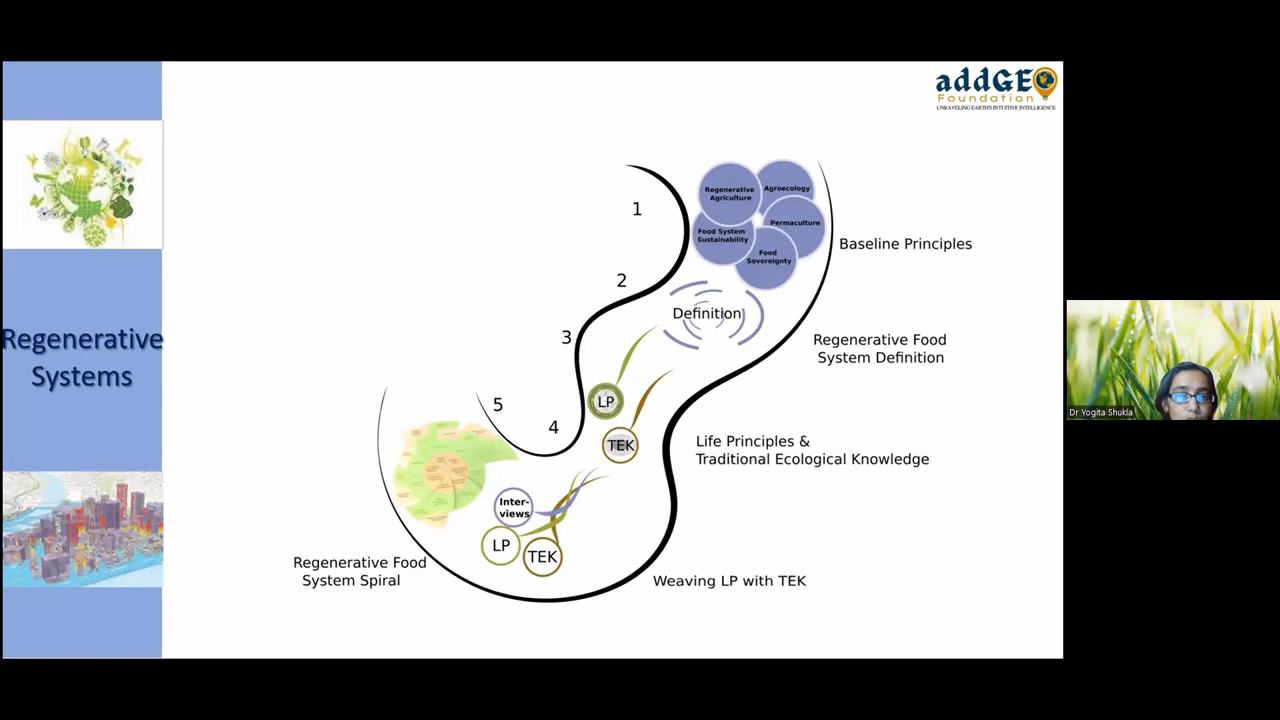 addGEO
Foundation
UNRAVELING EARTH'S INTUITIVE INTELLIGENCE
Regenerative
Systems
1
2
3
4
5
Regenerative
Agriculture
Agroecology
Permaculture
Food System
Sustainability
Food
Sovereignty
Baseline Principles
Definition
Regenerative Food
System Definition
LP
TEK
Life Principles &
Traditional Ecological Knowledge
Inter-
views
LP
TEK
Weaving LP with TEK
Regenerative Food
System Spiral
Dr Yogita Shukla